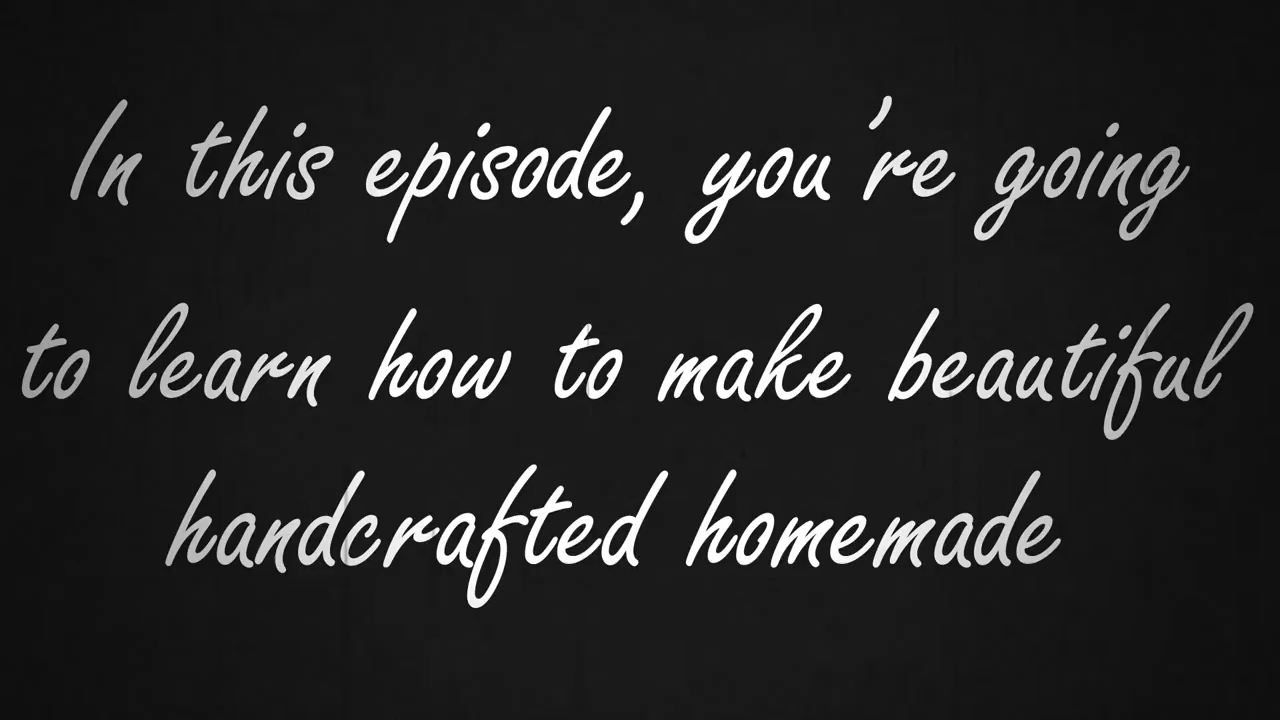 In this episode, you're going
to learn how to make beautiful
handcrafted homemade